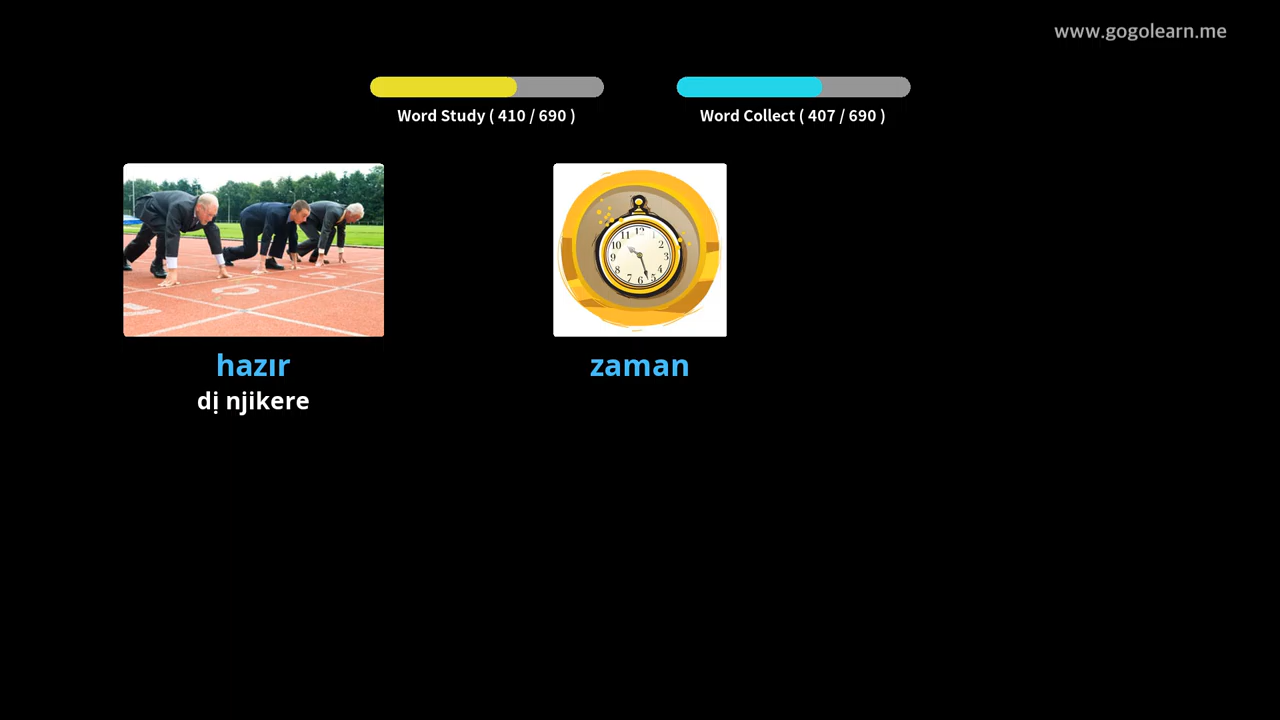 www.gogolearn.me
Word Study ( 410 / 690 )
Word Collect ( 407 / 690 )
hazır
dị njikere
zaman